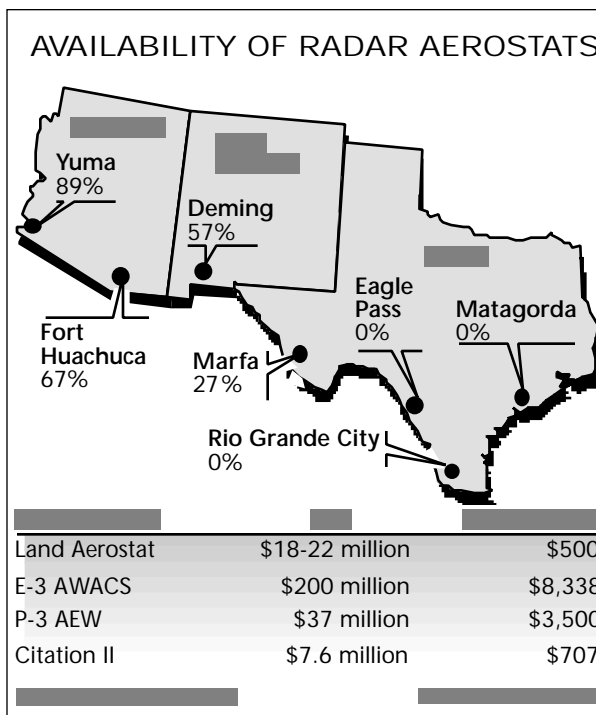 AVAILABILITY OF RADAR AEROSTATS
Yuma
89%
Deming
57%
Eagle
Pass
0%
Matagorda
0%
Fort
Huachuca
67%
Marfa
27%
Rio Grande City
0%
Land Aerostat $18-22 million $500
E-3 AWACS $200 million $8,338
P-3 AEW $37 million $3,500
Citation II $7.6 million $707